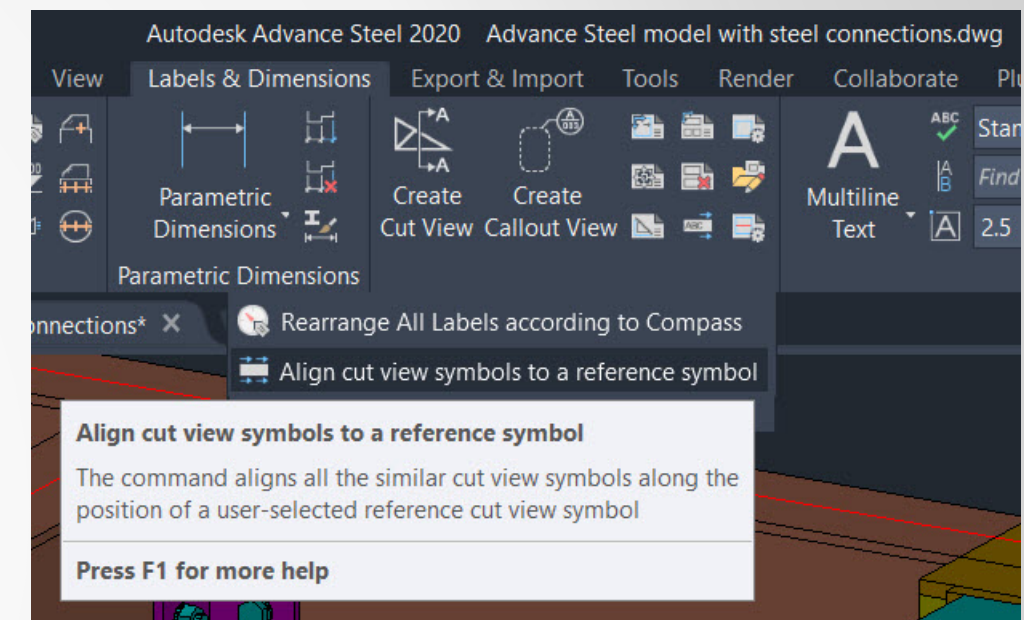 Autodesk Advance Steel 2020 Advance Steel model with steel connections.dwg
View Labels & Dimensions Export & Import Tools Render Collaborate
Parametric
Dimensions
Create
Cut View
Create
Callout View
Multiline
Text
ABC
Find
2.5
Parametric Dimensions
Rearrange All Labels according to Compass
Align cut view symbols to a reference symbol
Align cut view symbols to a reference symbol
The command aligns all the similar cut view symbols along the
position of a user-selected reference cut view symbol
Press F1 for more help